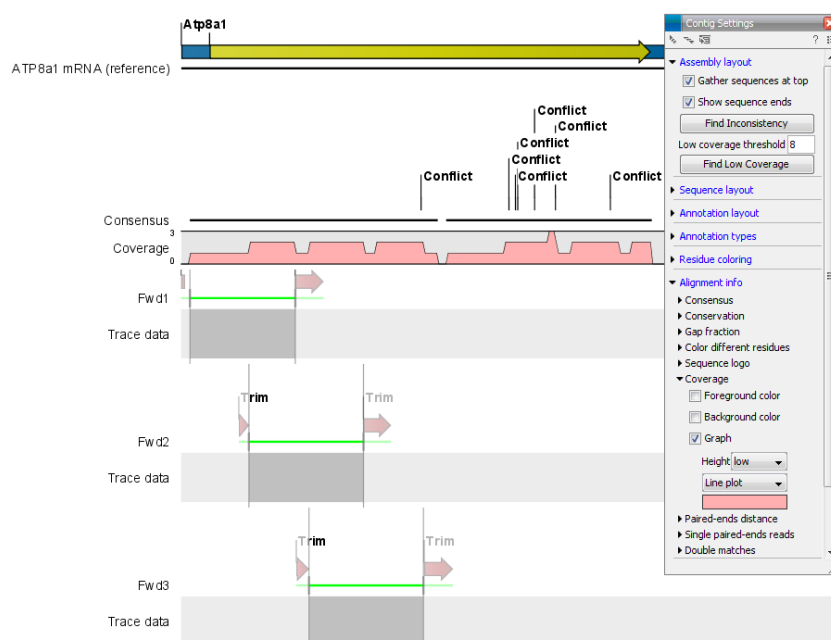 Atp8a1
ATP8a1 mRNA (reference)
Conflict
Conflict
Conflict
Conflict
Conflict
Conflict
Conflict
Consensus
3
Coverage
0
Fwd1
Trace data
Trim
Trim
Fwd2
Trace data
Trim
Trim
Fwd3
Trace data
Contig Settings
?
Assembly layout
Gather sequences at top
Show sequence ends
Find Inconsistency
Low coverage threshold 8
Find Low Coverage
Sequence layout
Annotation layout
Annotation types
Residue coloring
Alignment info
Consensus
Conservation
Gap fraction
Color different residues
Sequence logo
Coverage
Foreground color
Background color
Graph
Height low
Line plot
Paired-ends distance
Single paired-ends reads
Double matches